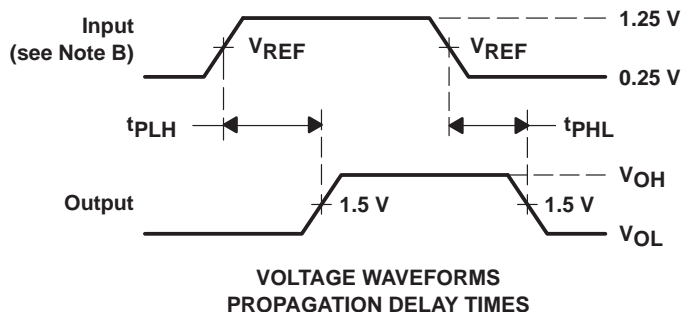 Input
(see Note B)
VREF
VREF
1.25 V
0.25 V
tPLH
tPHL
Output
1.5 V
1.5 V
VOH
VOL
VOLTAGE WAVEFORMS
PROPAGATION DELAY TIMES